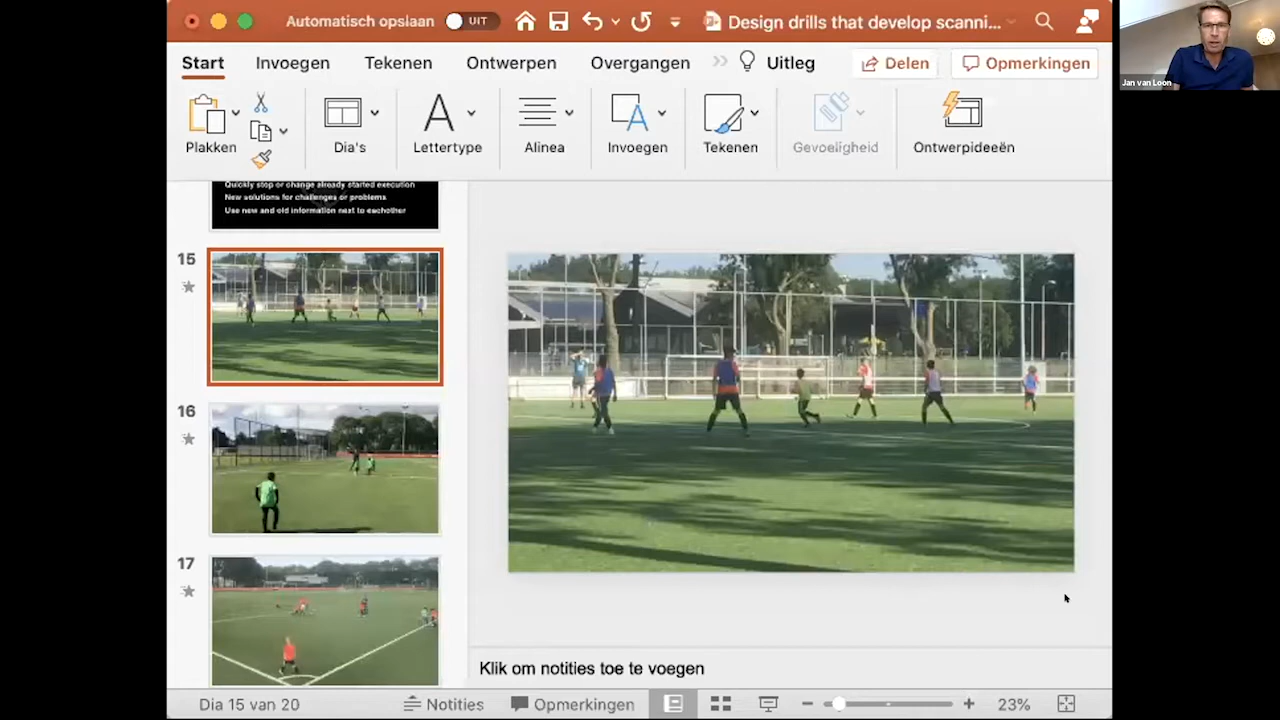 Automatisch opslaan UIT Design drills that develop scanni...
Start Invoegen Tekenen Ontwerpen Overgangen Uitleg Delen Opmerkingen
Plakken Dia's Lettertype Alinea Invoegen Tekenen Gevoeligheid Ontwerpideeën
Jan van Loon
Quickly stop or change already started execution
New solutions for challenges or problems
Use new and old information next to eachother
15
16
17
Klik om notities toe te voegen
Dia 15 van 20 Notities Opmerkingen 23%